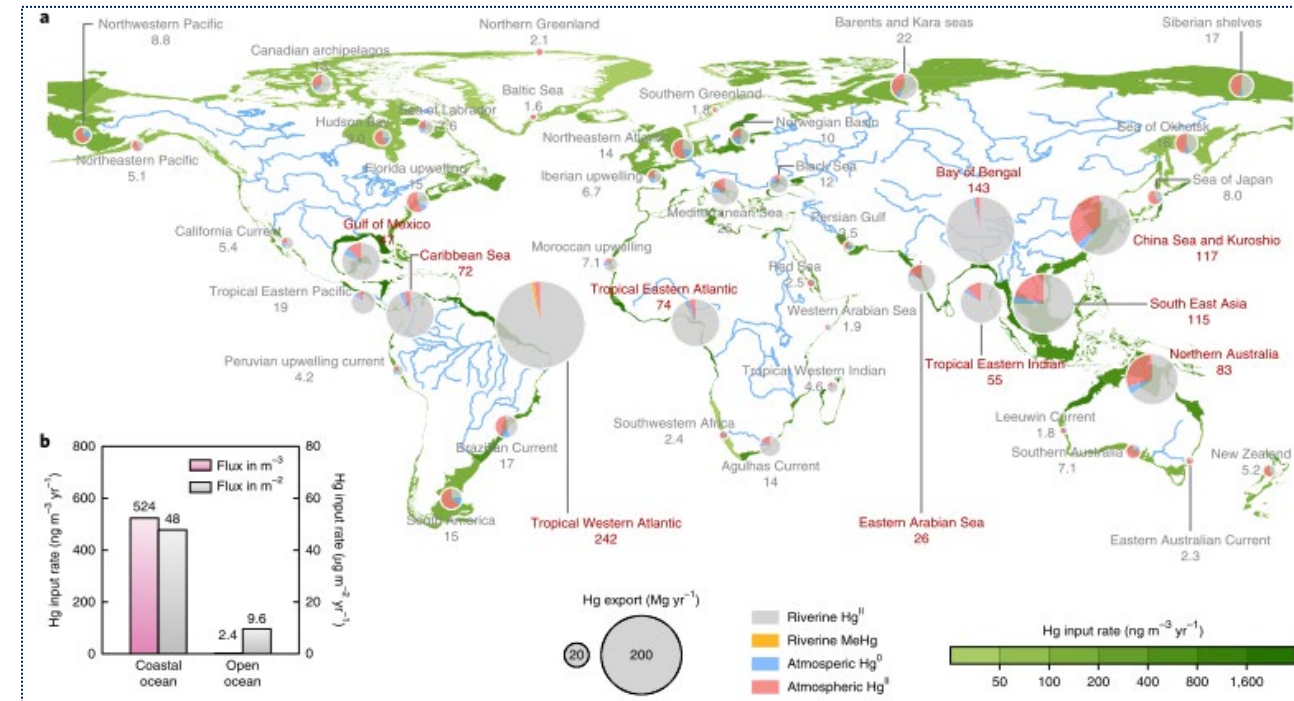 a
Northwestern Pacific
8.8
Northern Greenland
2.1
Barents and Kara seas
22
Siberian shelves
17
Canadian archipelagos
Baltic Sea
1.6
Southern Greenland
1.8
Sea of Labrador
Hudson Bay
Norwegian Basin
10
Sea of Okhotsk
Northeastern Atlantic
14
Northeastern Pacific
5.1
Florida upwelling
15
Iberian upwelling
6.7
Black Sea
12
Bay of Bengal
143
Sea of Japan
8.0
Mediterranean Sea
Persian Gulf
3.5
Gulf of Mexico
California Current
5.4
Caribbean Sea
72
Moroccan upwelling
7.1
China Sea and Kuroshio
117
Red Sea
2.5
Tropical Eastern Pacific
19
Tropical Eastern Atlantic
74
Western Arabian Sea
1.9
South East Asia
115
Peruvian upwelling current
4.2
Tropical Western Indian
4.6
Tropical Eastern Indian
55
Northern Australia
83
Southwestern Africa
2.4
Leeuwin Current
1.8
Brazilian Current
17
Agulhas Current
14
Southern Australia
7.1
New Zealand
5.2
South America
15
Tropical Western Atlantic
242
Eastern Arabian Sea
26
Eastern Australian Current
2.3
b
Hg input rate (ng m⁻³ yr⁻¹)
800
600
400
200
0
Flux in m⁻³
Flux in m⁻²
524
48
2.4
9.6
80
60
40
20
0
Hg input rate (µg m⁻² yr⁻¹)
Coastal
ocean
Open
ocean
Hg export (Mg yr⁻¹)
20
200
Riverine Hgᴵᴵ
Riverine MeHg
Atmosperic Hg⁰
Atmospheric Hgᴵᴵ
Hg input rate (ng m⁻³ yr⁻¹)
50 100 200 400 800 1,600